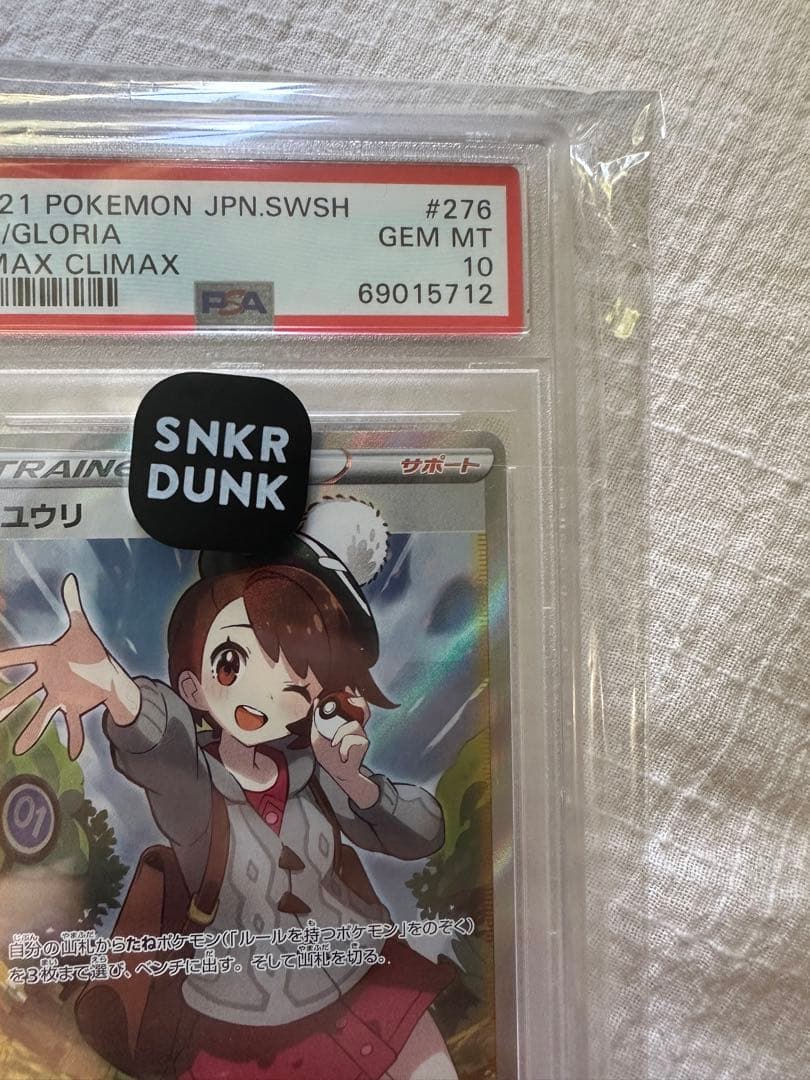 21 POKEMON JPN.SWSH #276
/GLORIA GEM MT
MAX CLIMAX 10
PSA 69015712
SNKR
DUNK
TRAINE サポート
ユウリ
01
自分の山札からたねポケモン(「ルールを持つポケモン」をのぞく)
を3枚まで選び、ベンチに出す。そして山札を切る。